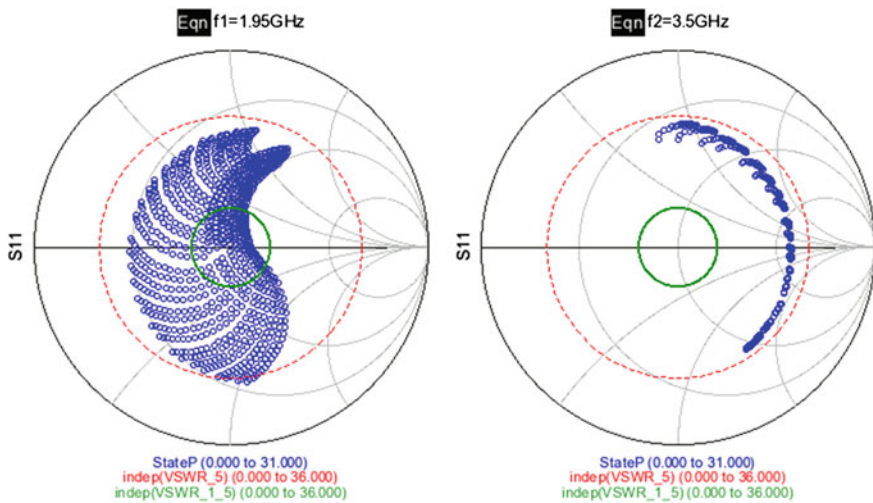 Eqn f1=1.95GHz
S11
StateP (0.000 to 31.000)
indep(VSWR_5) (0.000 to 36.000)
indep(VSWR_1_5) (0.000 to 36.000)
Eqn f2=3.5GHz
S11
StateP (0.000 to 31.000)
indep(VSWR_5) (0.000 to 36.000)
indep(VSWR_1_5) (0.000 to 36.000)